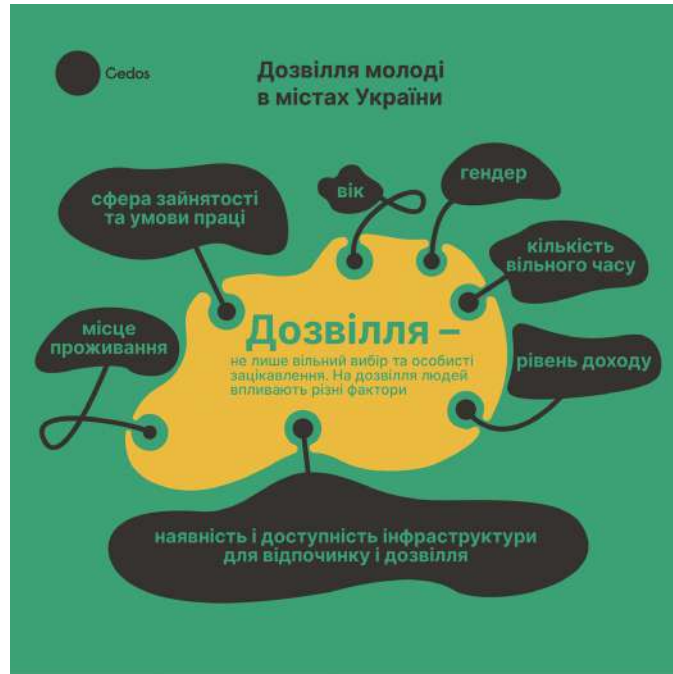 Cedos
Дозвілля молоді
в містах України
сфера зайнятості
та умови праці
вік
гендер
кількість
вільного часу
місце
проживання
Дозвілля –
не лише вільний вибір та особисті
зацікавлення. На дозвілля людей
впливають різні фактори
рівень доходу
наявність і доступність інфраструктури
для відпочинку і дозвілля